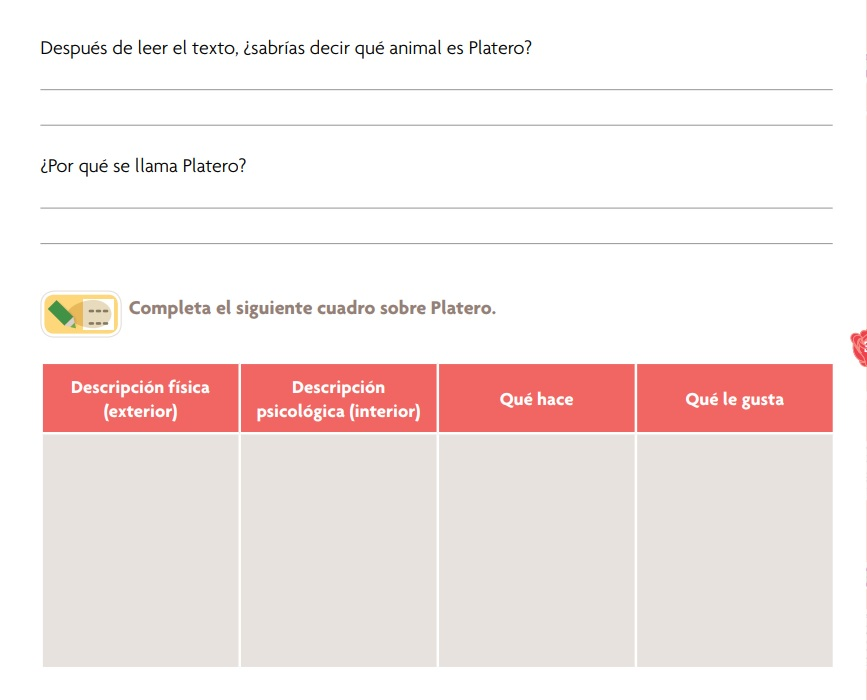 Después de leer el texto, ¿sabrías decir qué animal es Platero?
¿Por qué se llama Platero?
Completa el siguiente cuadro sobre Platero.
Descripción física
(exterior)
Descripción
psicológica (interior)
Qué hace
Qué le gusta